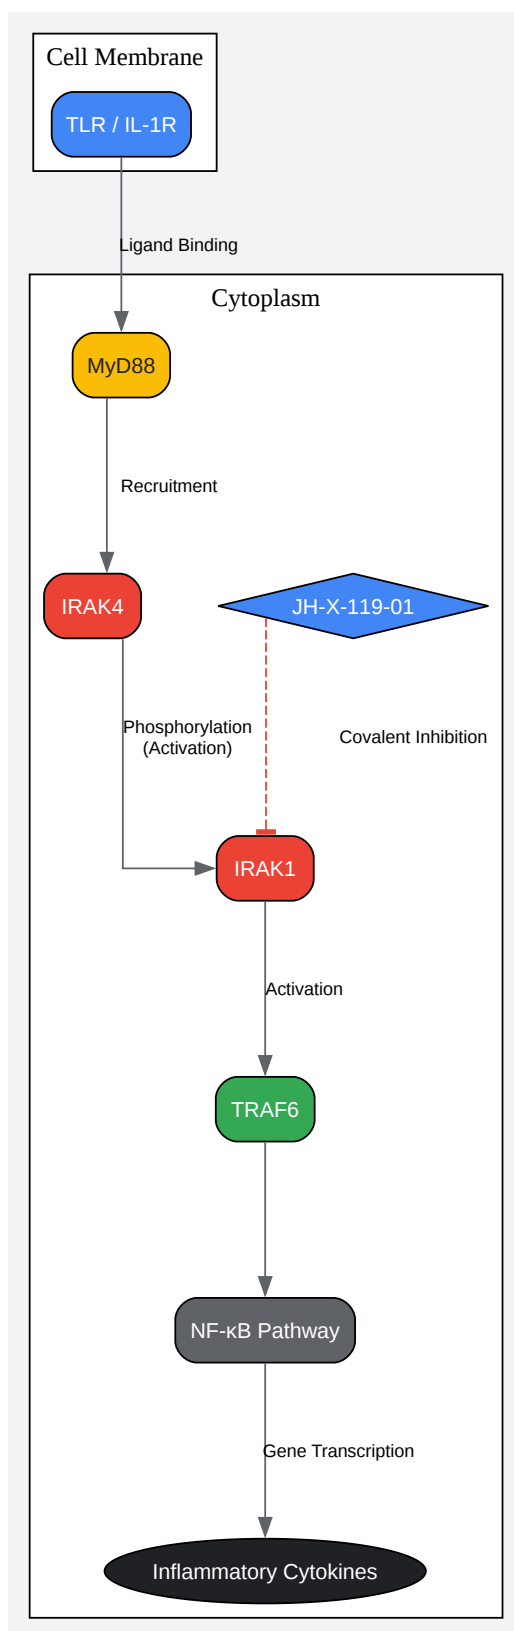 Cell Membrane
TLR / IL-1R
Ligand Binding
Cytoplasm
MyD88
Recruitment
IRAK4
JH-X-119-01
Phosphorylation
(Activation)
Covalent Inhibition
IRAK1
Activation
TRAF6
NF-κB Pathway
Gene Transcription
Inflammatory Cytokines